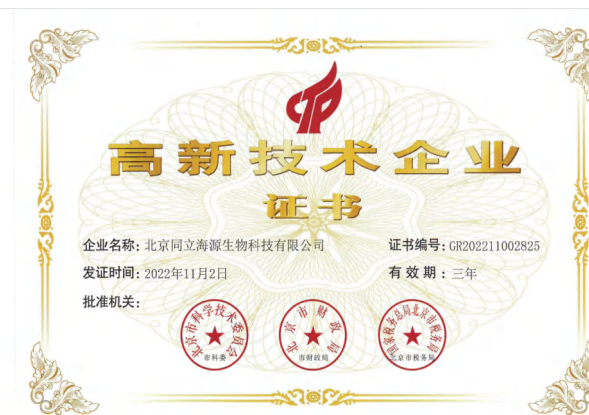 高新技术企业
证书
企业名称：北京同立海源生物科技有限公司
证书编号：GR202211002825
发证时间：2022年11月2日
有效期：三年
批准机关：
北京市科学技术委员会
市科委
北京市财政局
市财政局
国家税务总局北京市税务局
北京市税务局